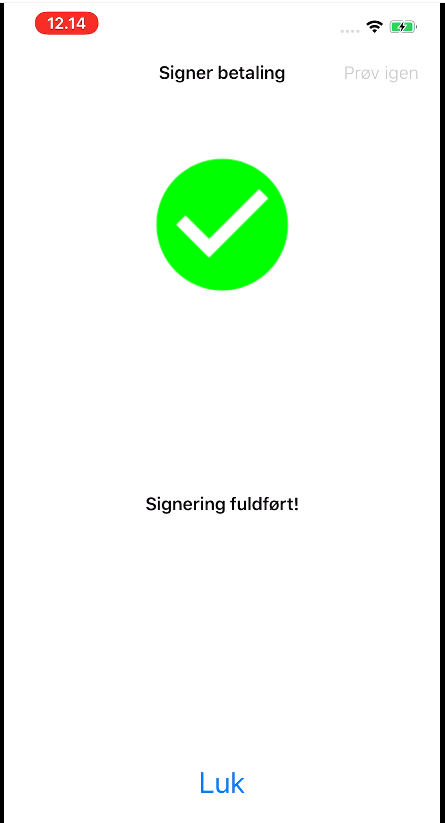 12.14
Signer betaling
Prøv igen
Signering fuldført!
Luk